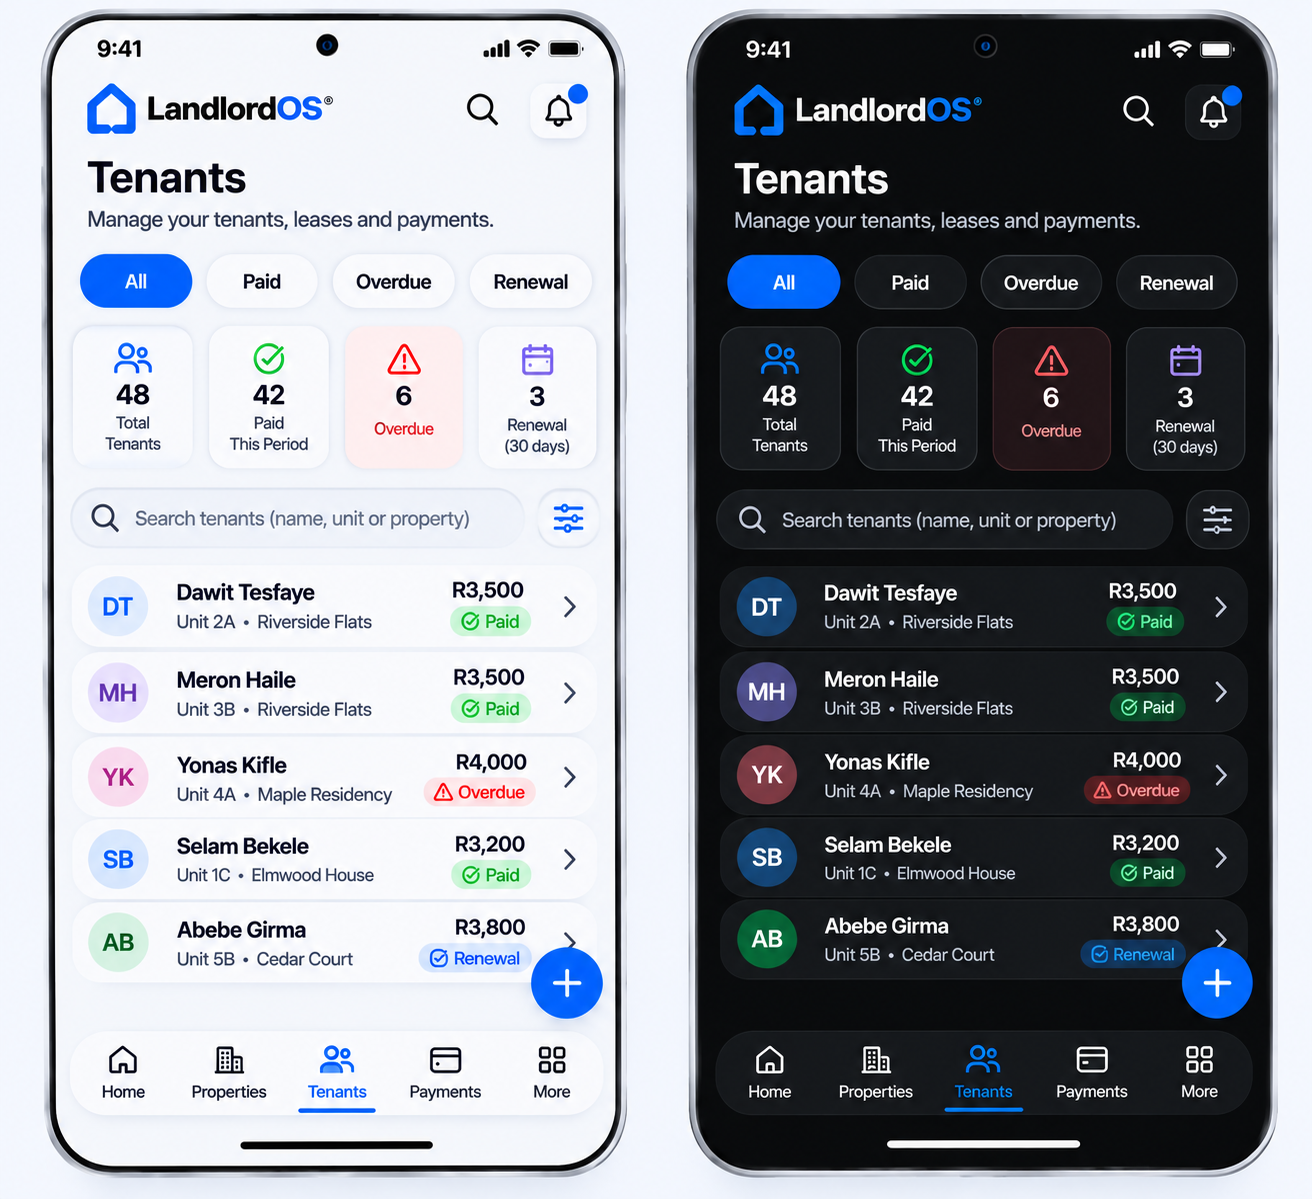 9:41
LandlordOS®
Tenants
Manage your tenants, leases and payments.
All
Paid
Overdue
Renewal
48
Total
Tenants
42
Paid
This Period
6
Overdue
3
Renewal
(30 days)
Search tenants (name, unit or property)
DT
Dawit Tesfaye
R3,500
Unit 2A • Riverside Flats
Paid
MH
Meron Haile
R3,500
Unit 3B • Riverside Flats
Paid
YK
Yonas Kifle
R4,000
Unit 4A • Maple Residency
Overdue
SB
Selam Bekele
R3,200
Unit 1C • Elmwood House
Paid
AB
Abebe Girma
R3,800
Unit 5B • Cedar Court
Renewal
Home
Properties
Tenants
Payments
More
9:41
LandlordOS®
Tenants
Manage your tenants, leases and payments.
All
Paid
Overdue
Renewal
48
Total
Tenants
42
Paid
This Period
6
Overdue
3
Renewal
(30 days)
Search tenants (name, unit or property)
DT
Dawit Tesfaye
R3,500
Unit 2A • Riverside Flats
Paid
MH
Meron Haile
R3,500
Unit 3B • Riverside Flats
Paid
YK
Yonas Kifle
R4,000
Unit 4A • Maple Residency
Overdue
SB
Selam Bekele
R3,200
Unit 1C • Elmwood House
Paid
AB
Abebe Girma
R3,800
Unit 5B • Cedar Court
Renewal
Home
Properties
Tenants
Payments
More